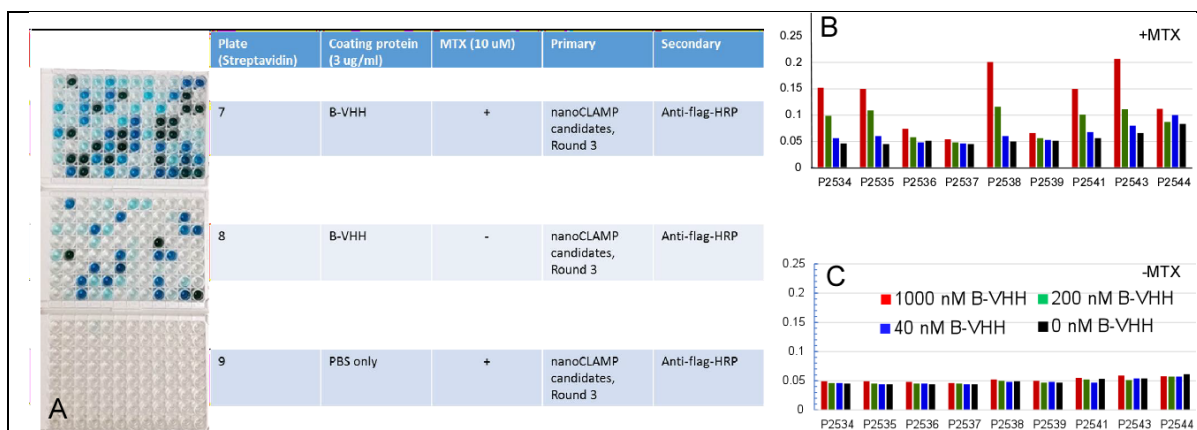 Plate (Streptavidin) Coating protein (3 ug/ml) MTX (10 uM) Primary Secondary
7 B-VHH + nanoCLAMP candidates, Round 3 Anti-flag-HRP
8 B-VHH - nanoCLAMP candidates, Round 3 Anti-flag-HRP
9 PBS only + nanoCLAMP candidates, Round 3 Anti-flag-HRP
A
B
+MTX
0.25
0.2
0.15
0.1
0.05
0
P2534 P2535 P2536 P2537 P2538 P2539 P2541 P2543 P2544
C
-MTX
0.25
0.2
0.15
0.1
0.05
0
1000 nM B-VHH 200 nM B-VHH
40 nM B-VHH 0 nM B-VHH
P2534 P2535 P2536 P2537 P2538 P2539 P2541 P2543 P2544